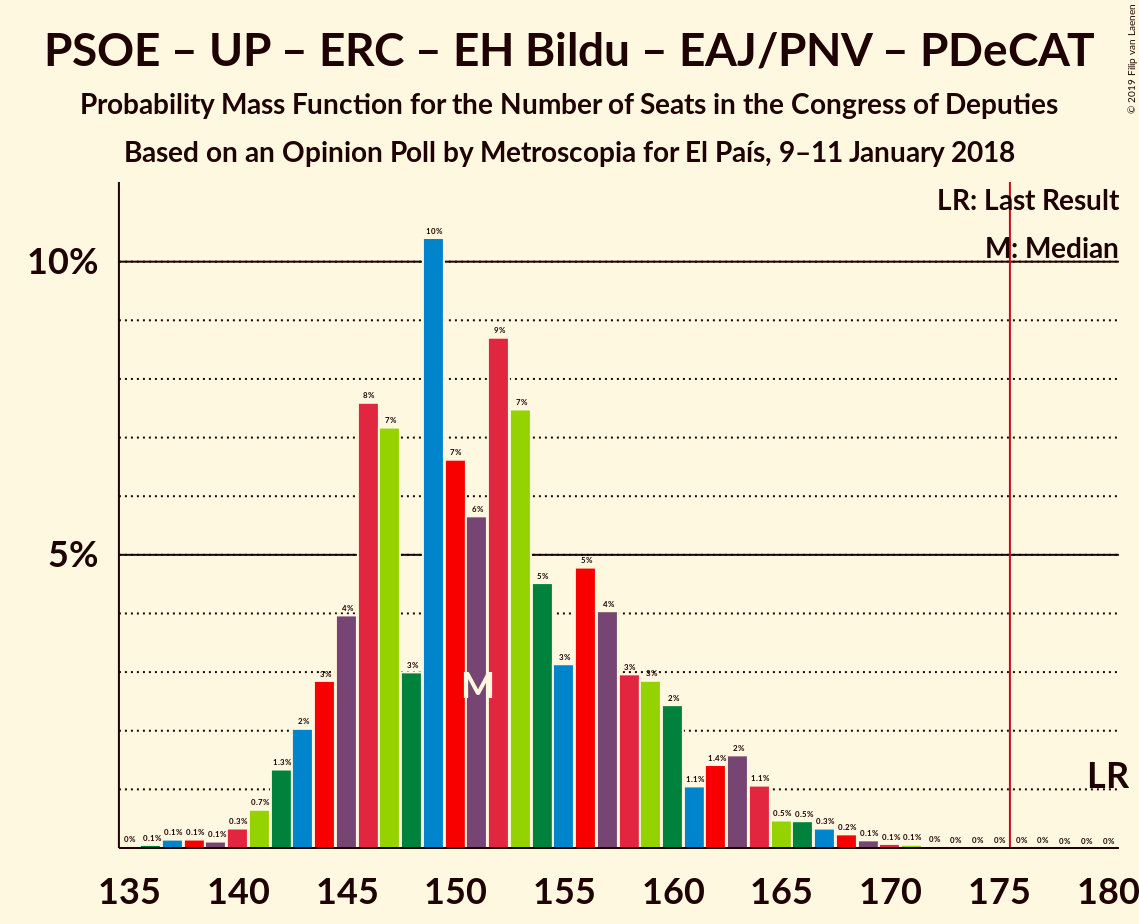 PSOE – UP – ERC – EH Bildu – EAJ/PNV – PDeCAT
Probability Mass Function for the Number of Seats in the Congress of Deputies
Based on an Opinion Poll by Metroscopia for El País, 9–11 January 2018
© 2019 Filip van Laenen
LR: Last Result
M: Median
10%
5%
0% 0.1% 0.1% 0.1% 0.1% 0.3% 0.7% 1.3% 2% 3% 4% 8% 7% 3% 10% 7% 6% 9% 7% 5% 3% 5% 4% 3% 3% 2% 1.1% 1.4% 2% 1.1% 0.5% 0.5% 0.3% 0.2% 0.1% 0.1% 0.1% 0% 0% 0% 0% 0% 0% 0% 0% 0%
M
LR
135 140 145 150 155 160 165 170 175 180